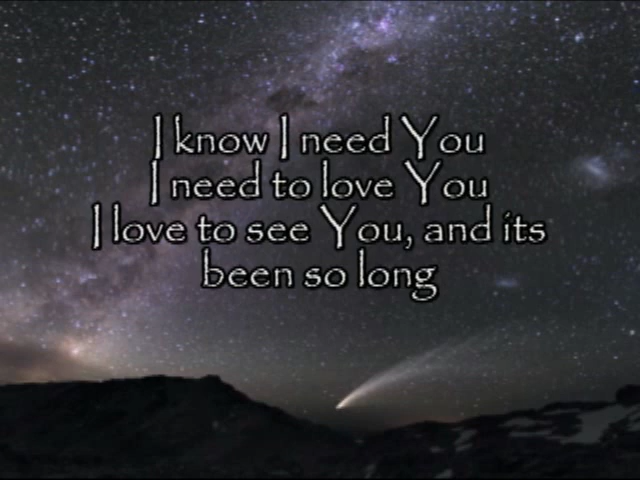 I know I need You
I need to love You
I love to see You, and its
been so long